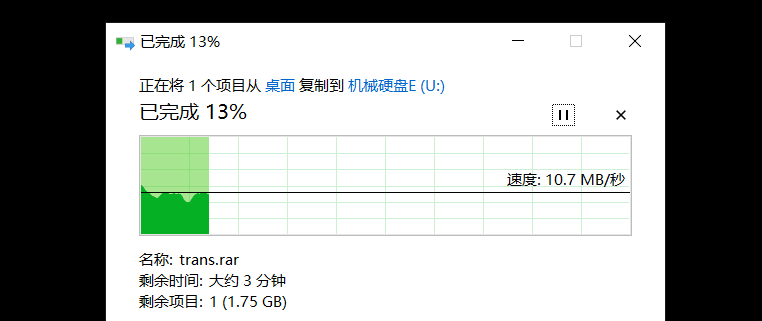 已完成 13%
正在将 1 个项目从 桌面 复制到 机械硬盘E (U:)
已完成 13%
速度: 10.7 MB/秒
名称: trans.rar
剩余时间: 大约 3 分钟
剩余项目: 1 (1.75 GB)